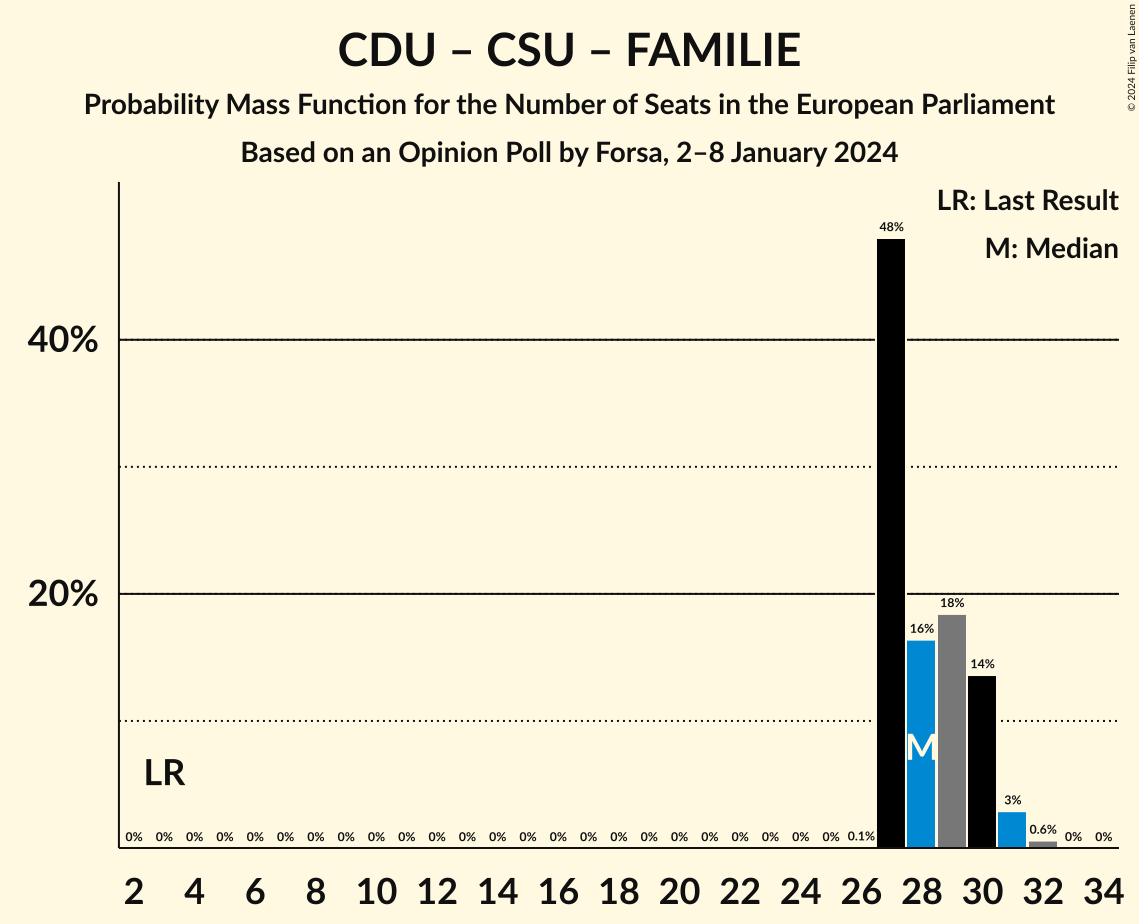 CDU – CSU – FAMILIE
Probability Mass Function for the Number of Seats in the European Parliament
Based on an Opinion Poll by Forsa, 2–8 January 2024
© 2024 Filip van Laenen
LR: Last Result
M: Median
48%
40%
20%
18%
16%
14%
M
LR
3%
0% 0% 0% 0% 0% 0% 0% 0% 0% 0% 0% 0% 0% 0% 0% 0% 0% 0% 0% 0% 0% 0% 0% 0% 0.1% 0.6% 0% 0%
2 4 6 8 10 12 14 16 18 20 22 24 26 28 30 32 34